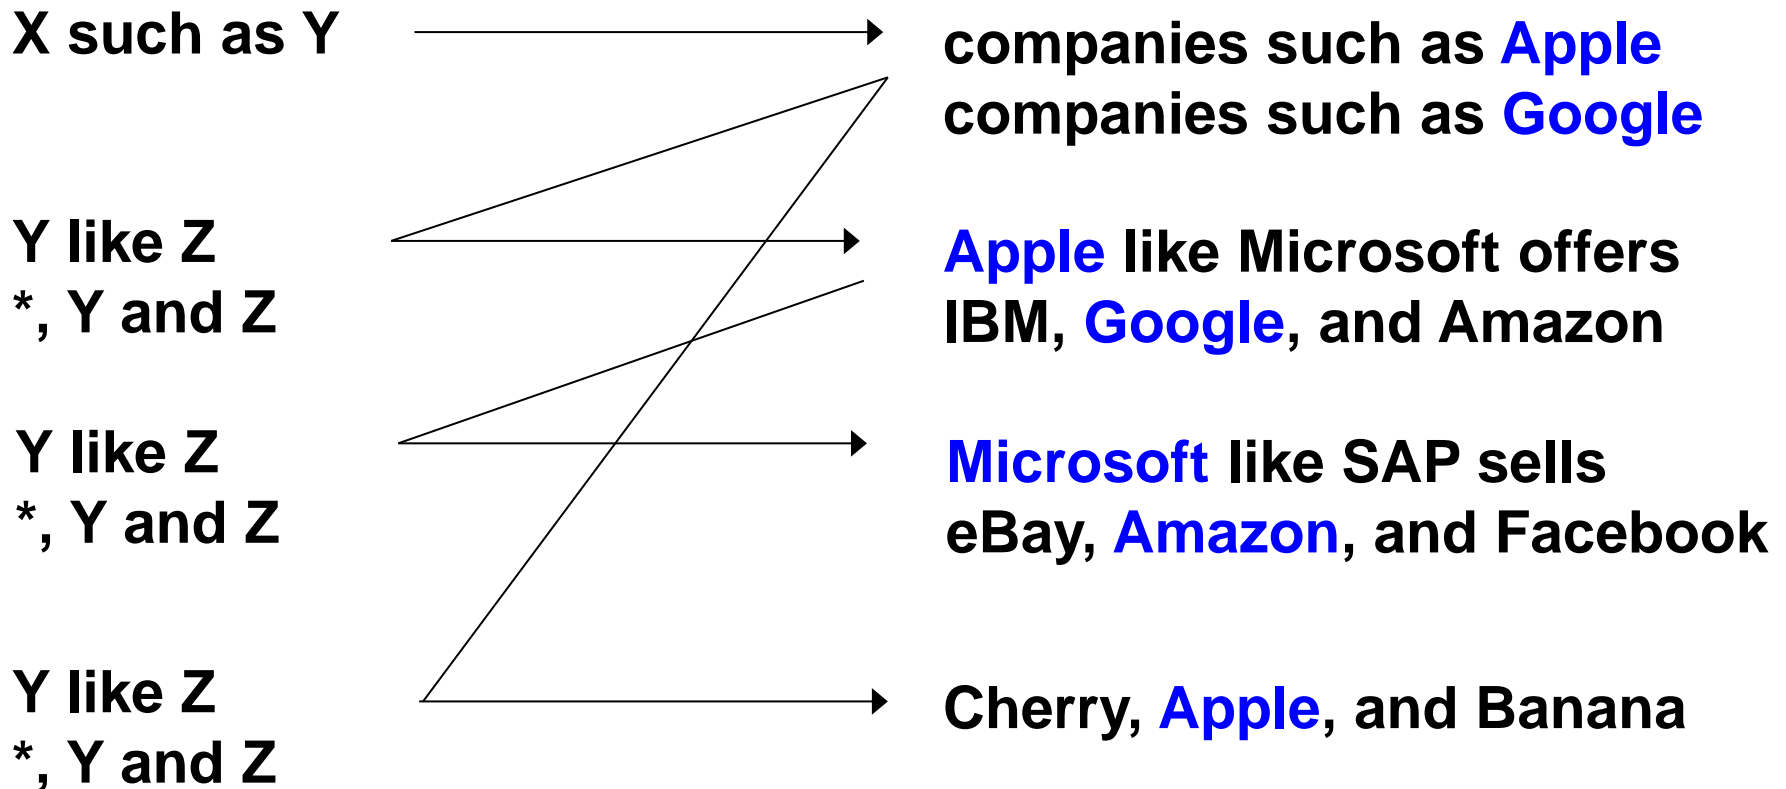 X such as Y
companies such as Apple
companies such as Google
Y like Z
*, Y and Z
Apple like Microsoft offers
IBM, Google, and Amazon
Y like Z
*, Y and Z
Microsoft like SAP sells
eBay, Amazon, and Facebook
Y like Z
*, Y and Z
Cherry, Apple, and Banana